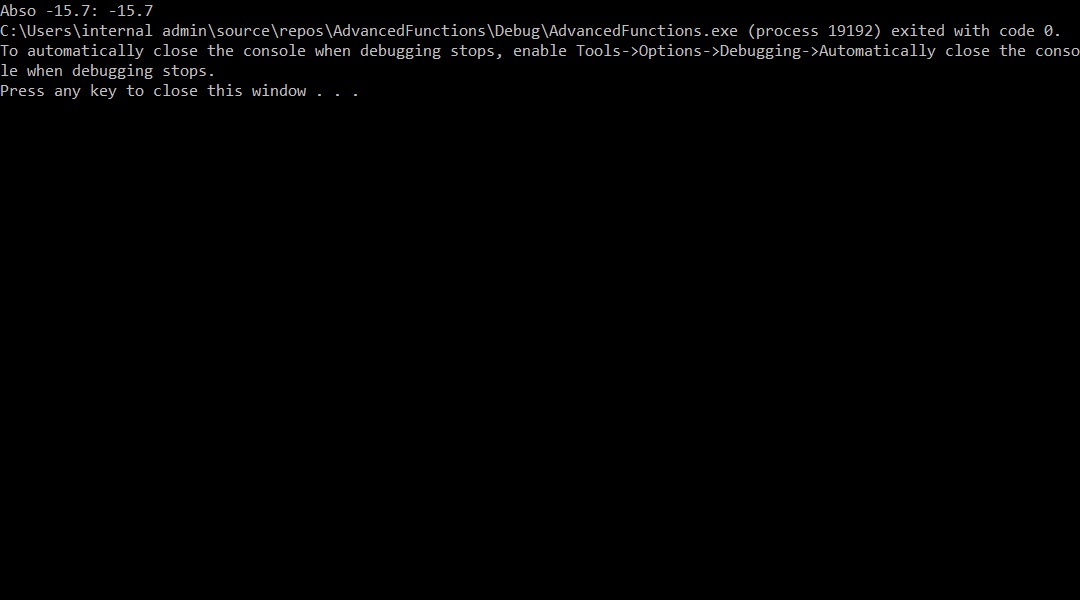 Abso -15.7: -15.7
C:\Users\internal admin\source\repos\AdvancedFunctions\Debug\AdvancedFunctions.exe (process 19192) exited with code 0.
To automatically close the console when debugging stops, enable Tools->Options->Debugging->Automatically close the conso
le when debugging stops.
Press any key to close this window . . .